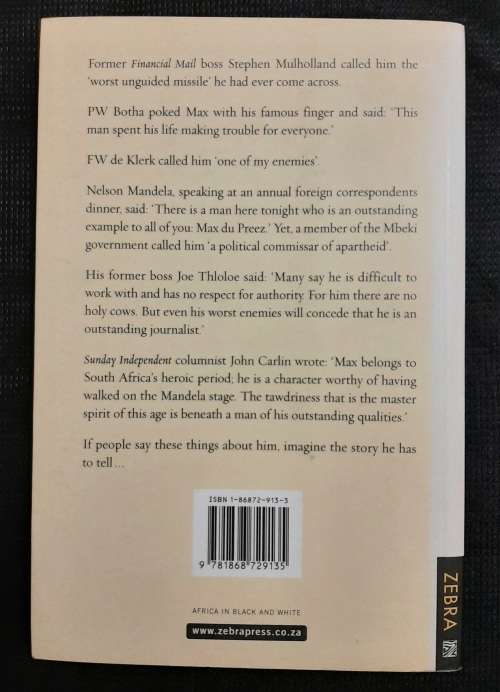 Former Financial Mail boss Stephen Mulholland called him the
‘worst unguided missile’ he had ever come across.
PW Botha poked Max with his famous finger and said: ‘This
man spent his life making trouble for everyone.’
FW de Klerk called him ‘one of my enemies’.
Nelson Mandela, speaking at an annual foreign correspondents
dinner, said: ‘There is a man here tonight who is an outstanding
example to all of you: Max du Preez.’ Yet, a member of the Mbeki
government called him ‘a political commissar of apartheid’.
His former boss Joe Thloloe said: ‘Many say he is difficult to
work with and has no respect for authority. For him there are no
holy cows. But even his worst enemies will concede that he is an
outstanding journalist.’
Sunday Independent columnist John Carlin wrote: ‘Max belongs to
South Africa’s heroic period; he is a character worthy of having
walked on the Mandela stage. The tawdriness that is the master
spirit of this age is beneath a man of his outstanding qualities.’
If people say these things about him, imagine the story he has
to tell ...
ISBN 1-86872-913-3
9 781868 729135
AFRICA IN BLACK AND WHITE
www.zebrapress.co.za
ZEBRA